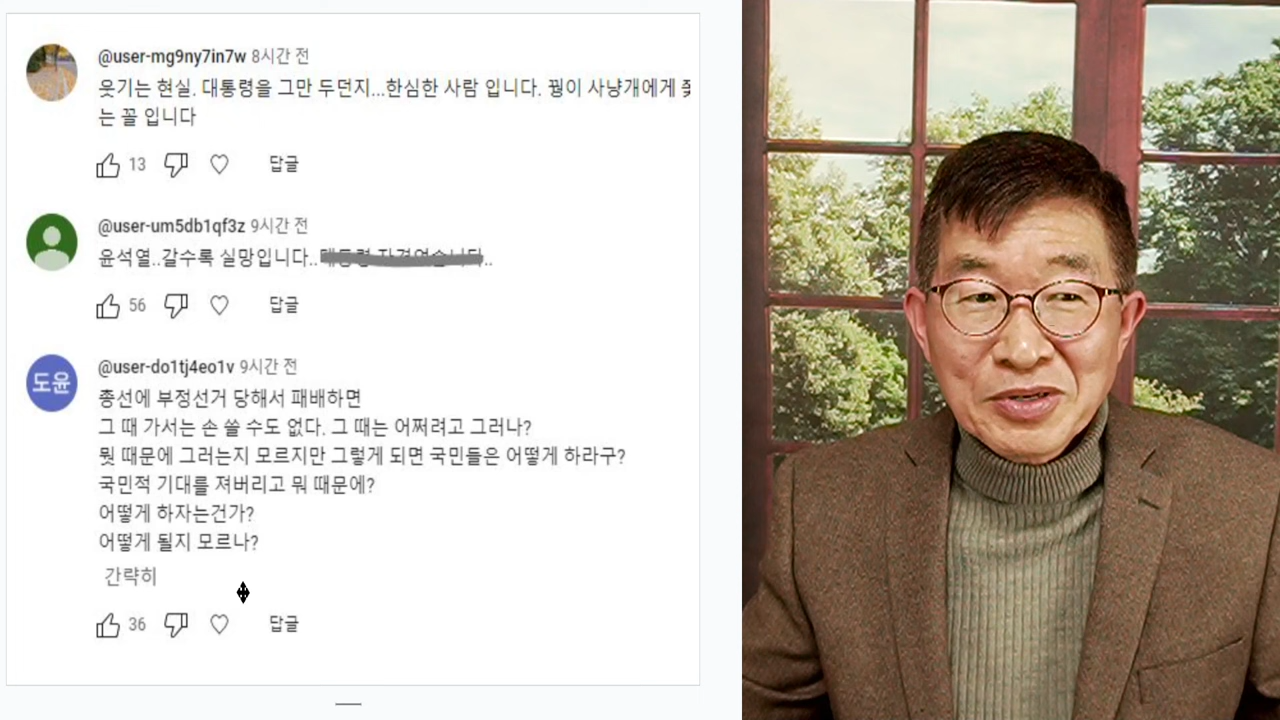 @user-mg9ny7in7w 8시간 전
웃기는 현실. 대통령을 그만 두던지...한심한 사람 입니다. 꿩이 사냥개에게
는 꼴 입니다
13 답글
@user-um5db1qf3z 9시간 전
윤석열..갈수록 실망입니다..
56 답글
도윤
@user-do1tj4eo1v 9시간 전
총선에 부정선거 당해서 패배하면
그 때 가서는 손 쓸 수도 없다. 그 때는 어쩌려고 그러나?
뭣 때문에 그러는지 모르지만 그렇게 되면 국민들은 어떻게 하라구?
국민적 기대를 져버리고 뭐 때문에?
어떻게 하자는건가?
어떻게 될지 모르나?
간략히
36 답글